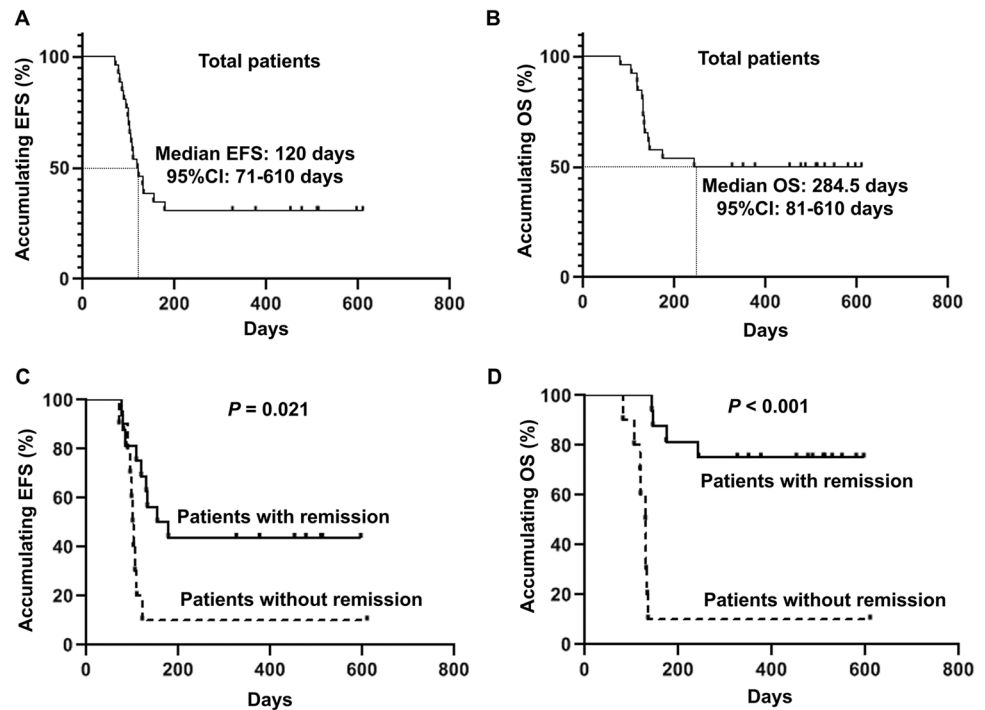 A
Accumulating EFS (%)
100
50
0
Total patients
Median EFS: 120 days
95%CI: 71-610 days
0 200 400 600 800
Days
B
Accumulating OS (%)
100
50
0
Total patients
Median OS: 284.5 days
95%CI: 81-610 days
0 200 400 600 800
Days
C
Accumulating EFS (%)
100
80
60
40
20
0
P = 0.021
Patients with remission
Patients without remission
0 200 400 600 800
Days
D
Accumulating OS (%)
100
80
60
40
20
0
P < 0.001
Patients with remission
Patients without remission
0 200 400 600 800
Days